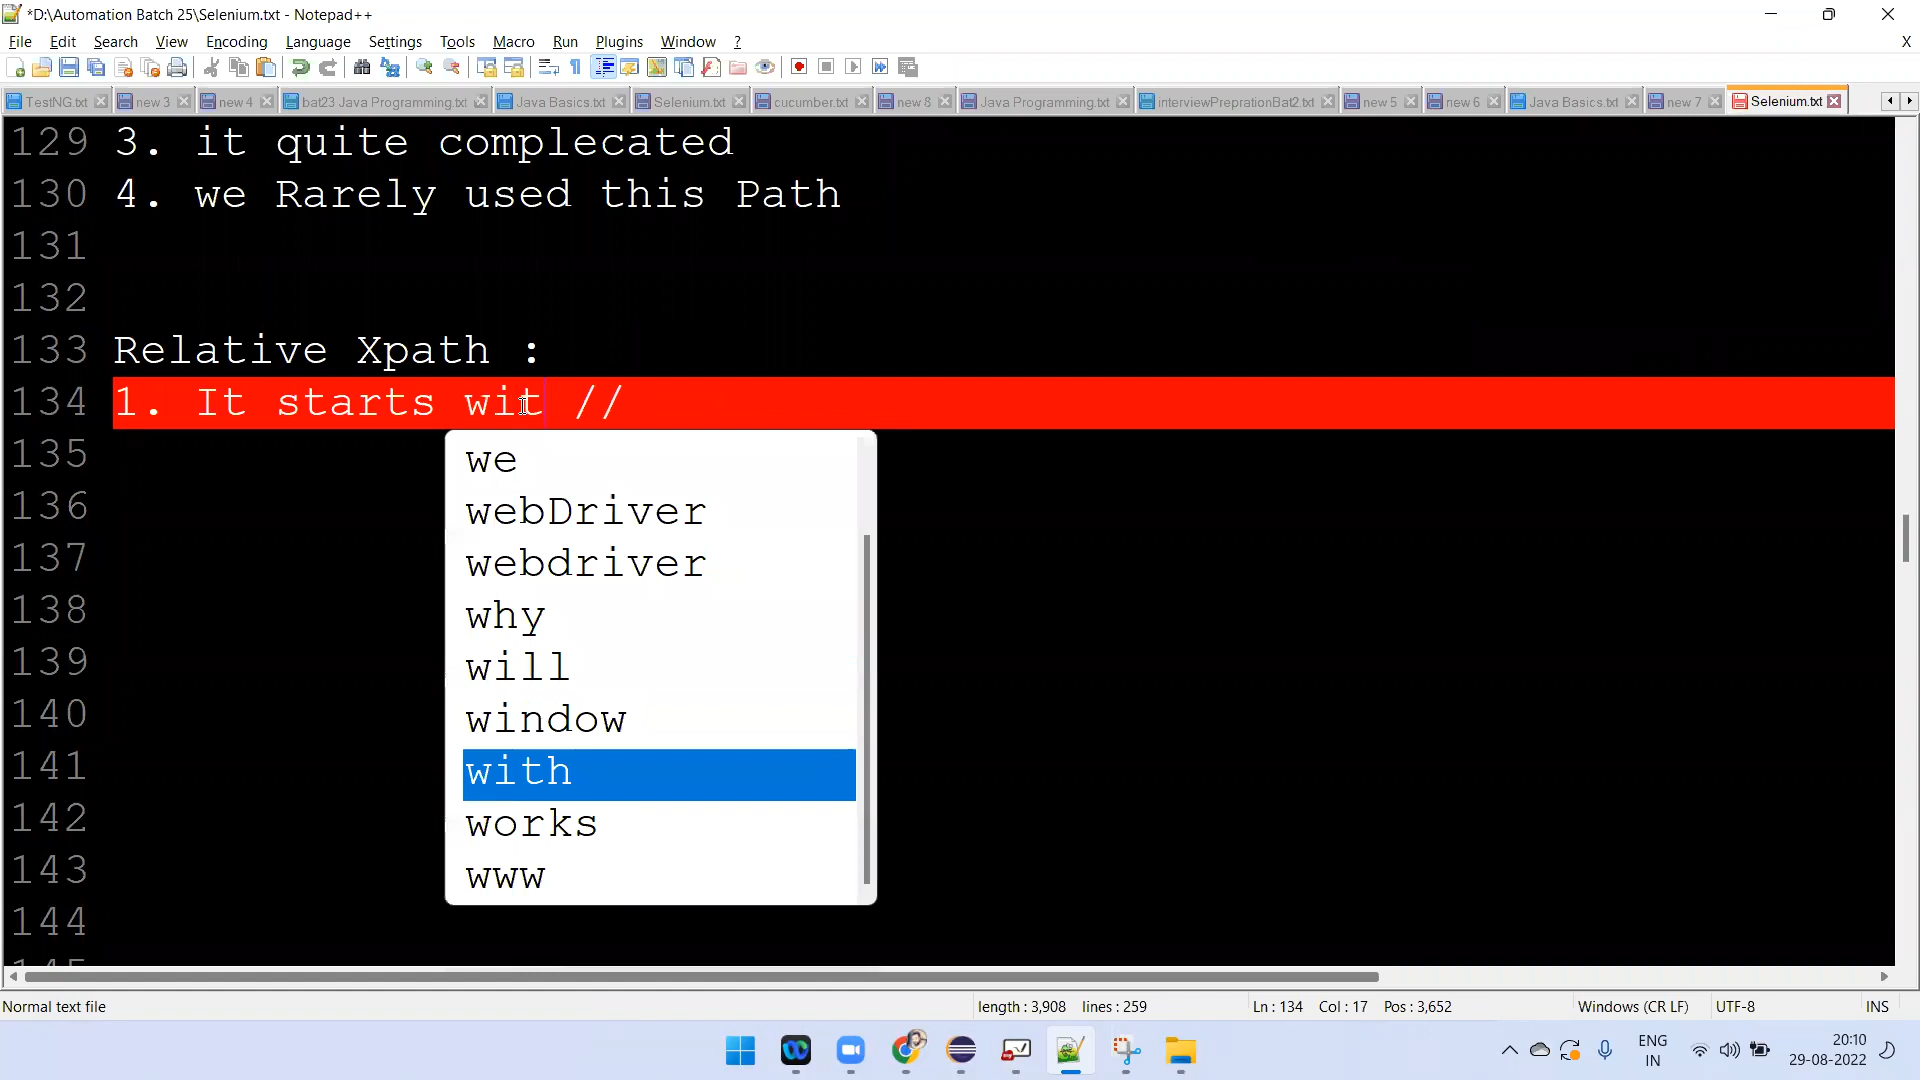 *D:\Automation Batch 25\Selenium.txt - Notepad++
File Edit Search View Encoding Language Settings Tools Macro Run Plugins Window ? X
TestNG.txt new 3 new 4 bat23 Java Programming.txt Java Basics.txt Selenium.txt cucumber.txt new 8 Java Programming.txt interviewPreprationBat2.txt new 5 new 6 Java Basics.txt new 7 Selenium.txt
129 3. it quite complecated
130 4. we Rarely used this Path
131
132
133 Relative Xpath :
134 1. It starts wit //
135
we
136
webDriver
137
webdriver
138
why
139
will
140
window
141
with
142
works
143
www
144
145
Normal text file length : 3,908 lines : 259 Ln : 134 Col : 17 Pos : 3,652 Windows (CR LF) UTF-8 INS
ENG
IN
20:10
29-08-2022